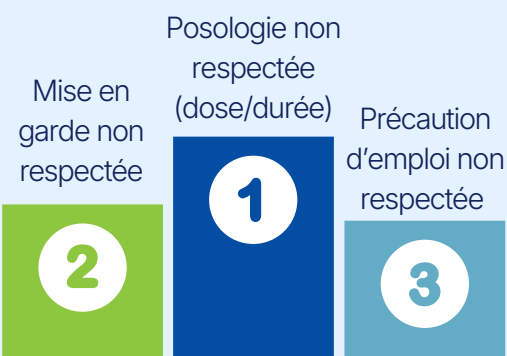 Posologie non
respectée
(dose/durée)
Mise en
garde non
respectée
Précaution
d'emploi non
respectée
1
2
3